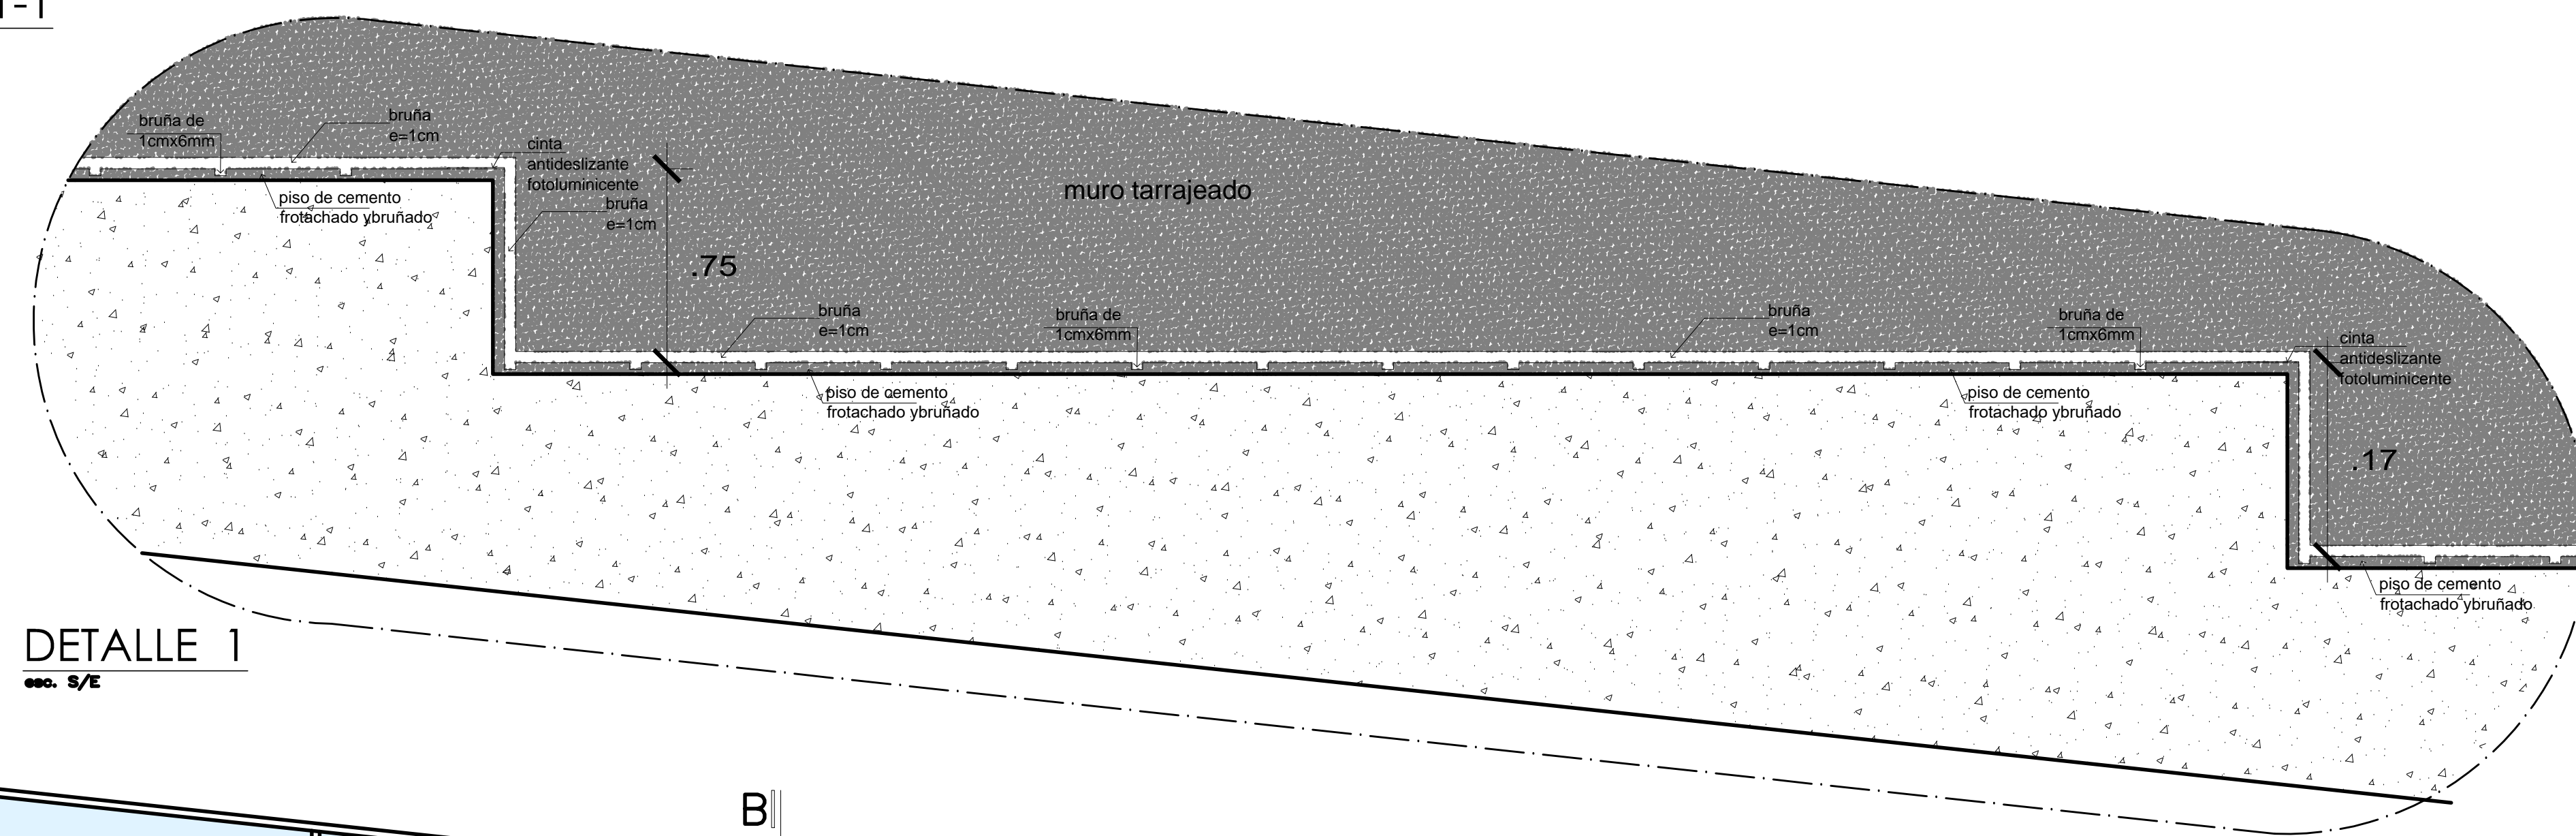 1-1
bruña de
1cmx6mm
bruña
e=1cm
cinta
antideslizante
fotoluminicente
piso de cemento
frotachado ybruñado
bruña
e=1cm
muro tarrajeado
.75
bruña
e=1cm
bruña de
1cmx6mm
bruña
e=1cm
bruña de
1cmx6mm
cinta
antideslizante
fotoluminicente
piso de cemento
frotachado ybruñado
piso de cemento
frotachado ybruñado
.17
piso de cemento
frotachado ybruñado
DETALLE 1
esc. S/E
B